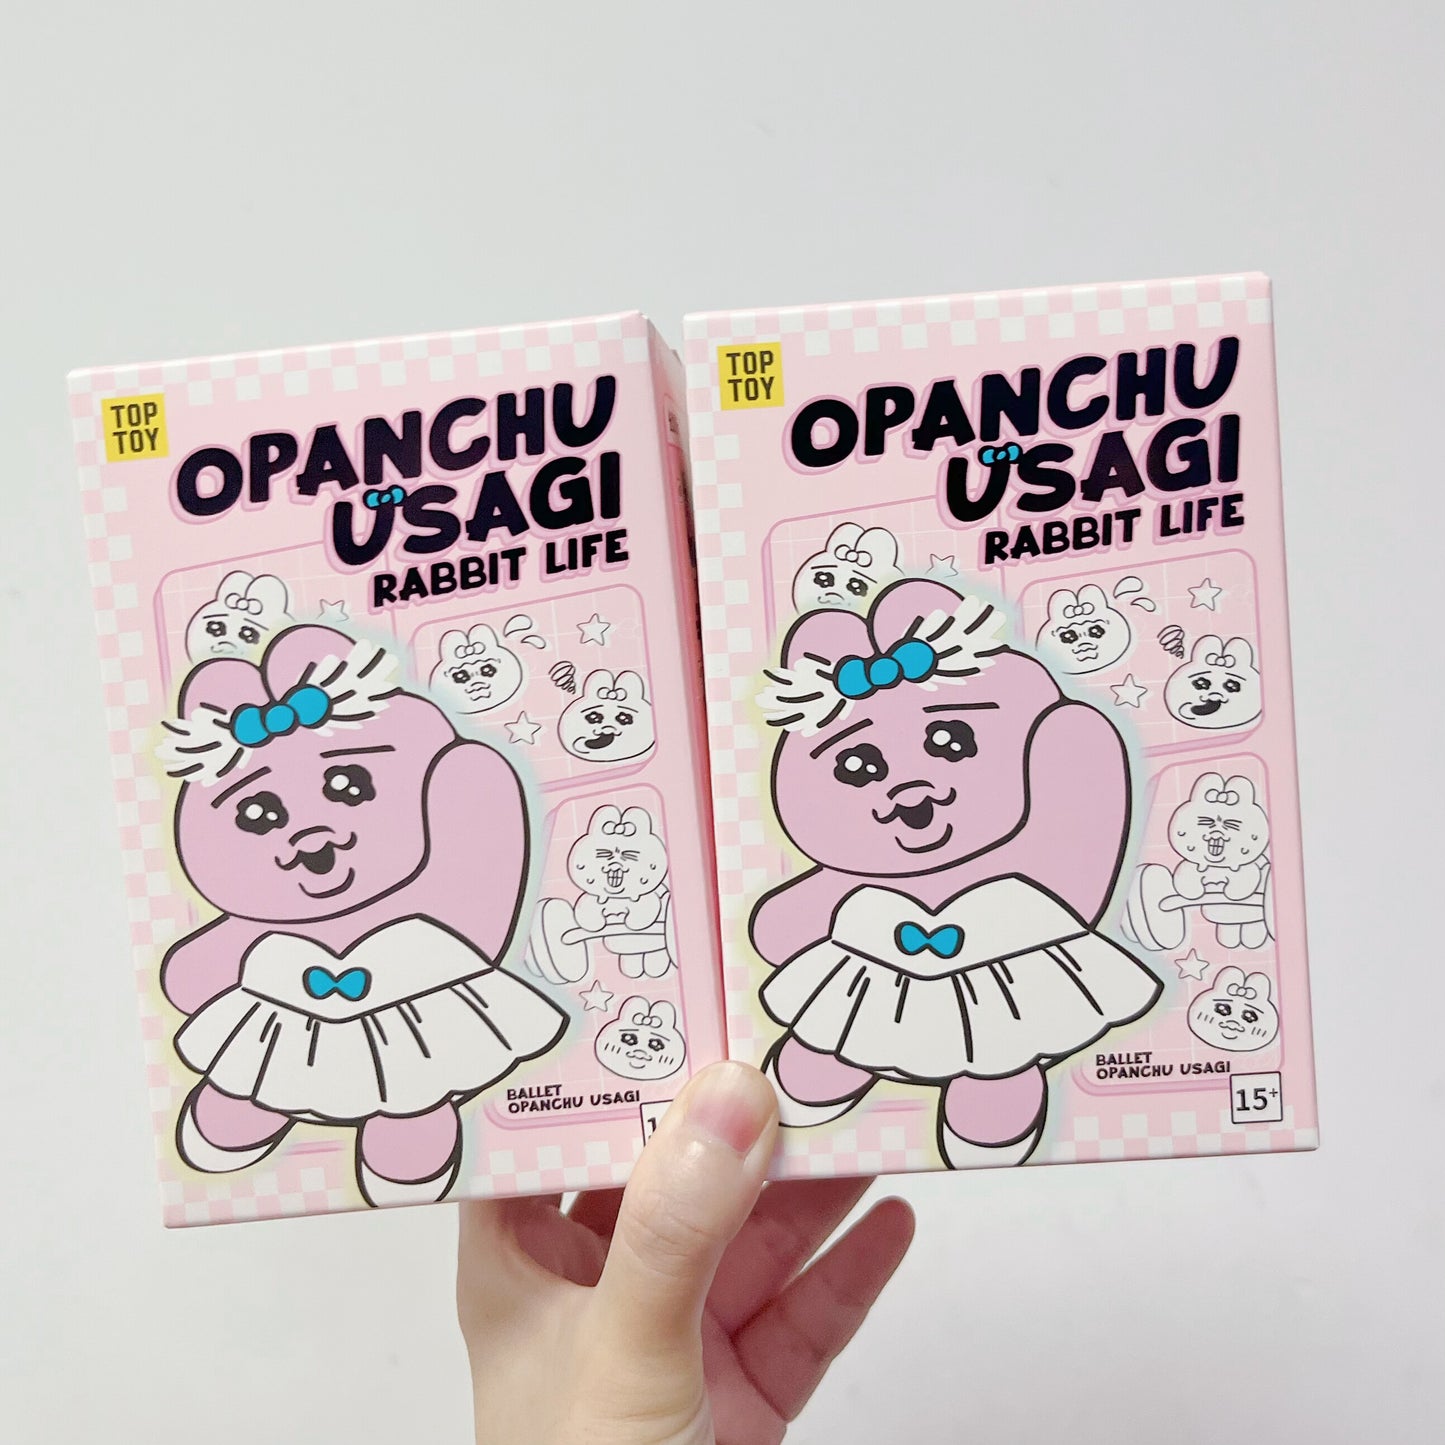 TOP
TOY
OPANCHU
USAGI
RABBIT LIFE
BALLET
OPANCHU USAGI
TOP
TOY
OPANCHU
USAGI
RABBIT LIFE
BALLET
OPANCHU USAGI
15+